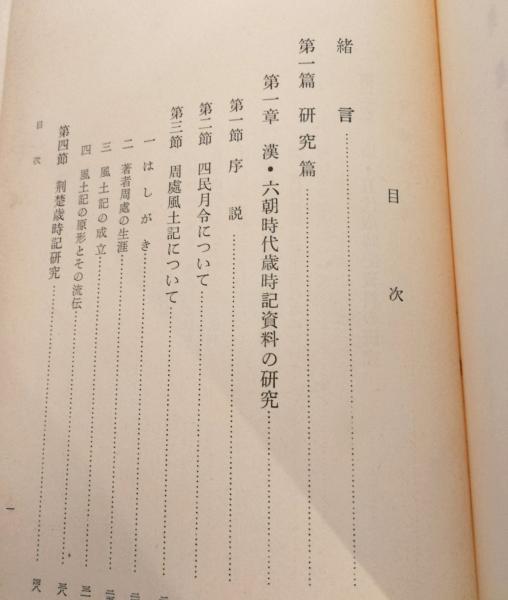 目次
緒言
第一篇 研究篇
第一章 漢・六朝時代歳時記資料の研究
第一節 序説
第二節 四民月令について
第三節 周處風土記について
一 はしがき
二 著者周處の生涯
三 風土記の成立
四 風土記の原形とその流伝
第四節 荊楚歳時記研究
目次
一